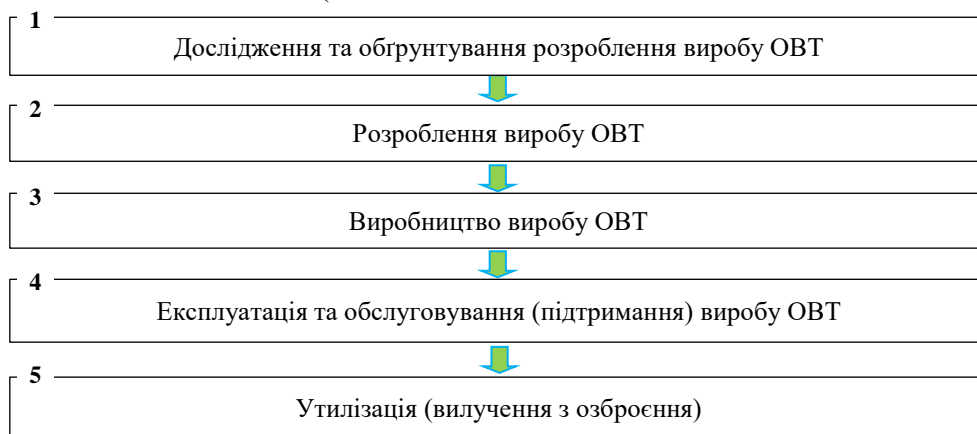 1
Дослідження та обґрунтування розроблення виробу ОВТ
2
Розроблення виробу ОВТ
3
Виробництво виробу ОВТ
4
Експлуатація та обслуговування (підтримання) виробу ОВТ
5
Утилізація (вилучення з озброєння)